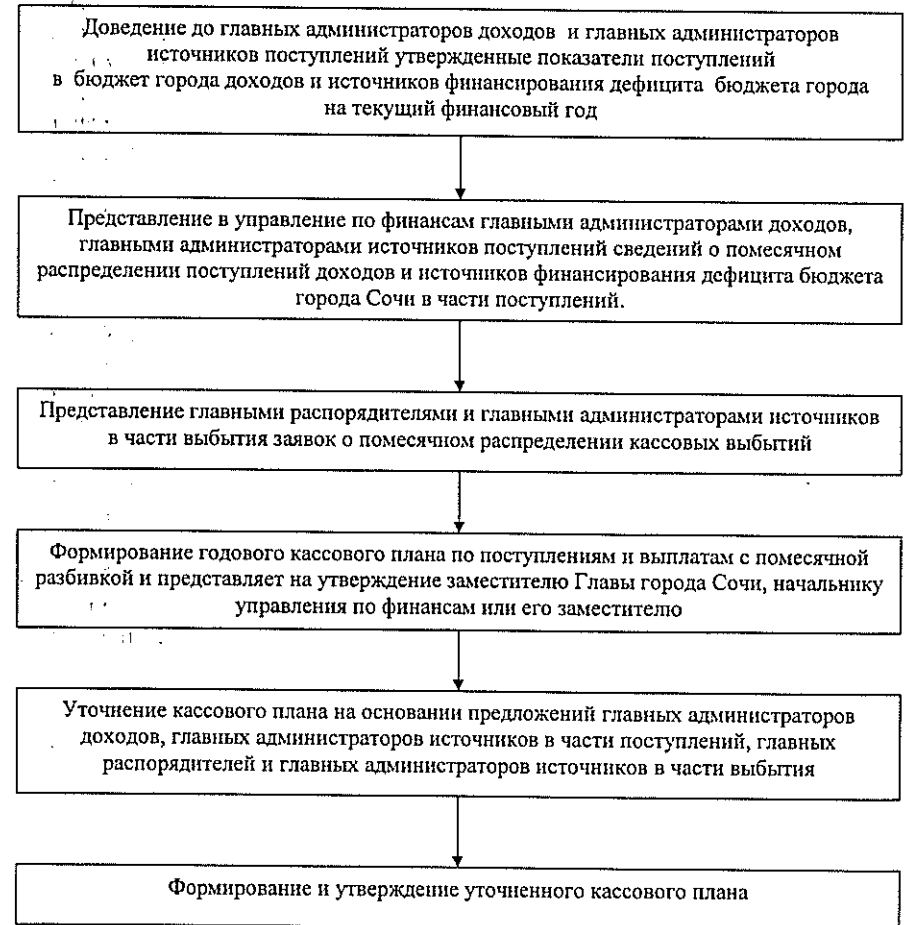 Доведение до главных администраторов доходов и главных администраторов
источников поступлений утвержденные показатели поступлений
в бюджет города доходов и источников финансирования дефицита бюджета города
на текущий финансовый год
Представление в управление по финансам главными администраторами доходов,
главными администраторами источников поступлений сведений о помесячном
распределении поступлений доходов и источников финансирования дефицита бюджета
города Сочи в части поступлений.
Представление главными распорядителями и главными администраторами источников
в части выбытия заявок о помесячном распределении кассовых выбытий
Формирование годового кассового плана по поступлениям и выплатам с помесячной
разбивкой и представляет на утверждение заместителю Главы города Сочи, начальнику
управления по финансам или его заместителю
Уточнение кассового плана на основании предложений главных администраторов
доходов, главных администраторов источников в части поступлений, главных
распорядителей и главных администраторов источников в части выбытия
Формирование и утверждение уточненного кассового плана